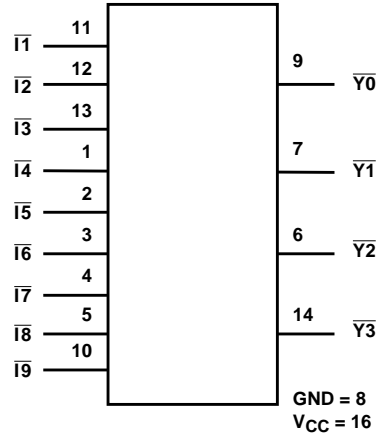 11
I1
12
I2
13
I3
1
I4
2
I5
3
I6
4
I7
5
I8
10
I9
9
Y0
7
Y1
6
Y2
14
Y3
GND = 8
VCC = 16